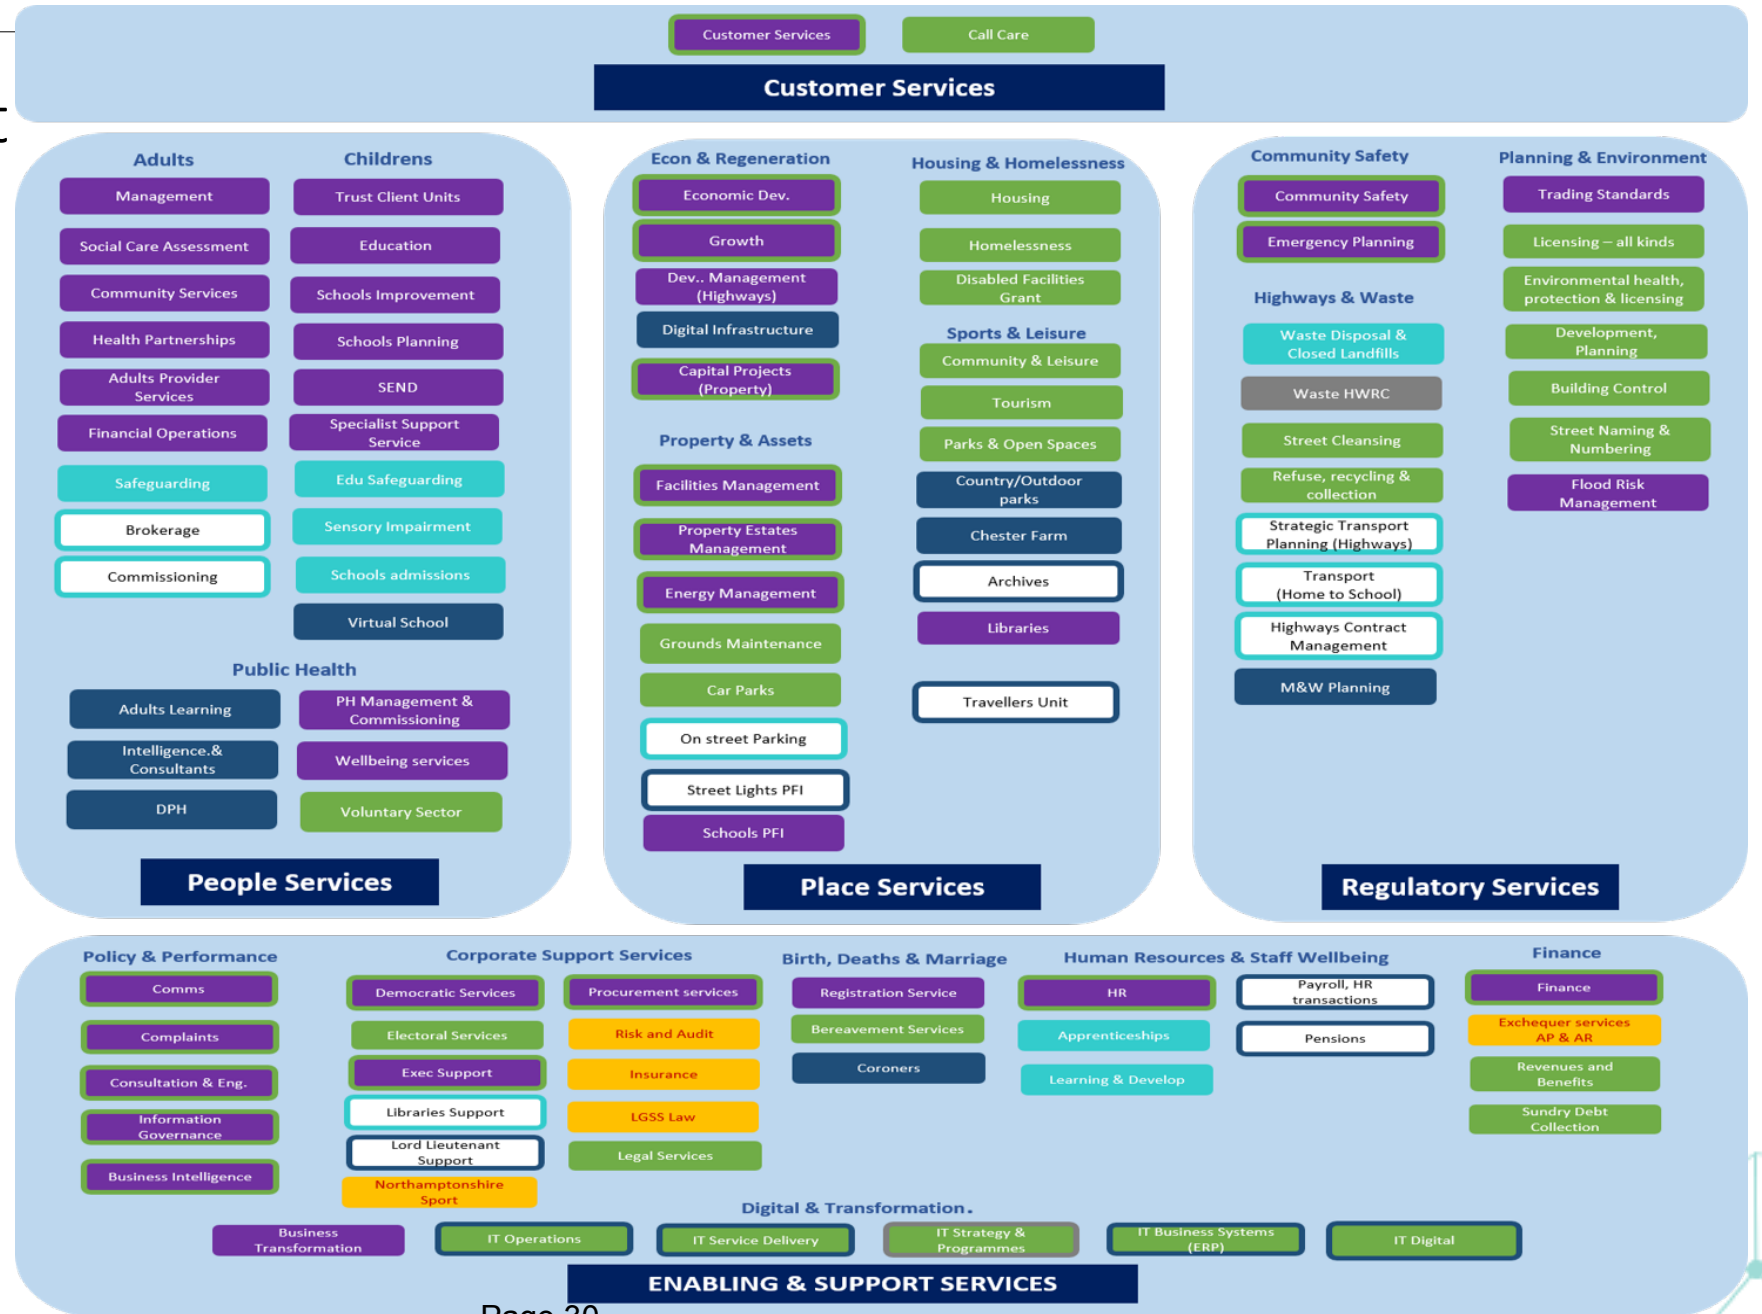 Customer Services
Call Care
Customer Services
t
Adults
Management
Social Care Assessment
Community Services
Health Partnerships
Adults Provider
Services
Financial Operations
Safeguarding
Brokerage
Commissioning
Childrens
Trust Client Units
Education
Schools Improvement
Schools Planning
SEND
Specialist Support
Service
Edu Safeguarding
Sensory Impairment
Schools admissions
Virtual School
Public Health
Adults Learning
Intelligence.&
Consultants
DPH
PH Management &
Commissioning
Wellbeing services
Voluntary Sector
People Services
Econ & Regeneration
Economic Dev.
Growth
Dev.. Management
(Highways)
Digital Infrastructure
Capital Projects
(Property)
Property & Assets
Facilities Management
Property Estates
Management
Energy Management
Grounds Maintenance
Car Parks
On street Parking
Street Lights PFI
Schools PFI
Housing & Homelessness
Housing
Homelessness
Disabled Facilities
Grant
Sports & Leisure
Community & Leisure
Tourism
Parks & Open Spaces
Country/Outdoor
parks
Chester Farm
Archives
Libraries
Travellers Unit
Place Services
Community Safety
Community Safety
Emergency Planning
Highways & Waste
Waste Disposal &
Closed Landfills
Waste HWRC
Street Cleansing
Refuse, recycling &
collection
Strategic Transport
Planning (Highways)
Transport
(Home to School)
Highways Contract
Management
M&W Planning
Planning & Environment
Trading Standards
Licensing – all kinds
Environmental health,
protection & licensing
Development,
Planning
Building Control
Street Naming &
Numbering
Flood Risk
Management
Regulatory Services
Policy & Performance
Comms
Complaints
Consultation & Eng.
Information
Governance
Business Intelligence
Corporate Support Services
Democratic Services
Electoral Services
Exec Support
Libraries Support
Lord Lieutenant
Support
Northamptonshire
Sport
Procurement services
Risk and Audit
Insurance
LGSS Law
Legal Services
Birth, Deaths & Marriage
Registration Service
Bereavement Services
Coroners
Human Resources & Staff Wellbeing
HR
Apprenticeships
Learning & Develop
Payroll, HR
transactions
Pensions
Finance
Finance
Exchequer services
AP & AR
Revenues and
Benefits
Sundry Debt
Collection
Digital & Transformation.
Business
Transformation
IT Operations
IT Service Delivery
IT Strategy &
Programmes
IT Business Systems
(ERP)
IT Digital
ENABLING & SUPPORT SERVICES
Page 30